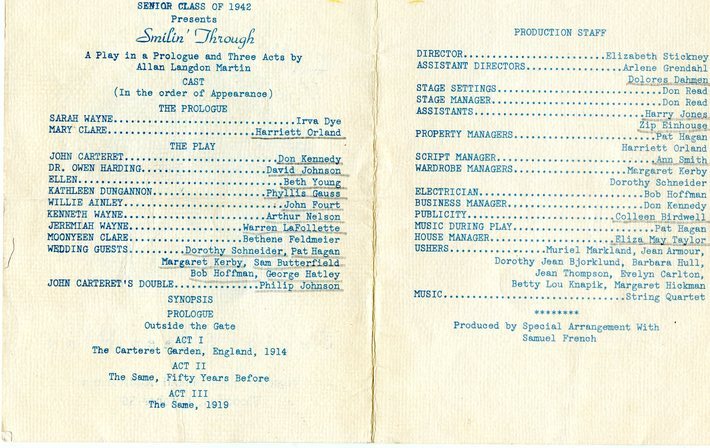 SENIOR CLASS OF 1942
Presents
Smilin' Through
A Play in a Prologue and Three Acts by
Allan Langdon Martin
CAST
(In the order of Appearance)
THE PROLOGUE
SARAH WAYNE..............................Irva Dye
MARY CLARE.........................Harriett Orland
THE PLAY
JOHN CARTERET.........................Don Kennedy
DR. OWEN HARDING....................David Johnson
ELLEN..................................Beth Young
KATHLEEN DUNGANNON..................Phyllis Gauss
WILLIE AINLEY..........................John Fourt
KENNETH WAYNE.......................Arthur Nelson
JEREMIAH WAYNE...................Warren LaFollette
MOONYEEN CLARE..................Bethene Feldmeier
WEDDING GUESTS........Dorothy Schneider, Pat Hagan
Margaret Kerby, Sam Butterfield
Bob Hoffman, George Hatley
JOHN CARTERET'S DOUBLE.............Philip Johnson
SYNOPSIS
PROLOGUE
Outside the Gate
ACT I
The Carteret Garden, England, 1914
ACT II
The Same, Fifty Years Before
ACT III
The Same, 1919
PRODUCTION STAFF
DIRECTOR.......................Elizabeth Stickney
ASSISTANT DIRECTORS...............Arlene Grendahl
Dolores Dahmen
STAGE SETTINGS...........................Don Read
STAGE MANAGER............................Don Read
ASSISTANTS............................Harry Jones
Zip Einhouse
PROPERTY MANAGERS.......................Pat Hagan
Harriett Orland
SCRIPT MANAGER..........................Ann Smith
WARDROBE MANAGERS..................Margaret Kerby
Dorothy Schneider
ELECTRICIAN...........................Bob Hoffman
BUSINESS MANAGER......................Don Kennedy
PUBLICITY........................Colleen Birdwell
MUSIC DURING PLAY.......................Pat Hagan
HOUSE MANAGER....................Eliza May Taylor
USHERS.................Muriel Markland, Jean Armour,
Dorothy Jean Bjorklund, Barbara Hull,
Jean Thompson, Evelyn Carlton,
Betty Lou Knapik, Margaret Hickman
MUSIC..............................String Quartet
********
Produced by Special Arrangement With
Samuel French